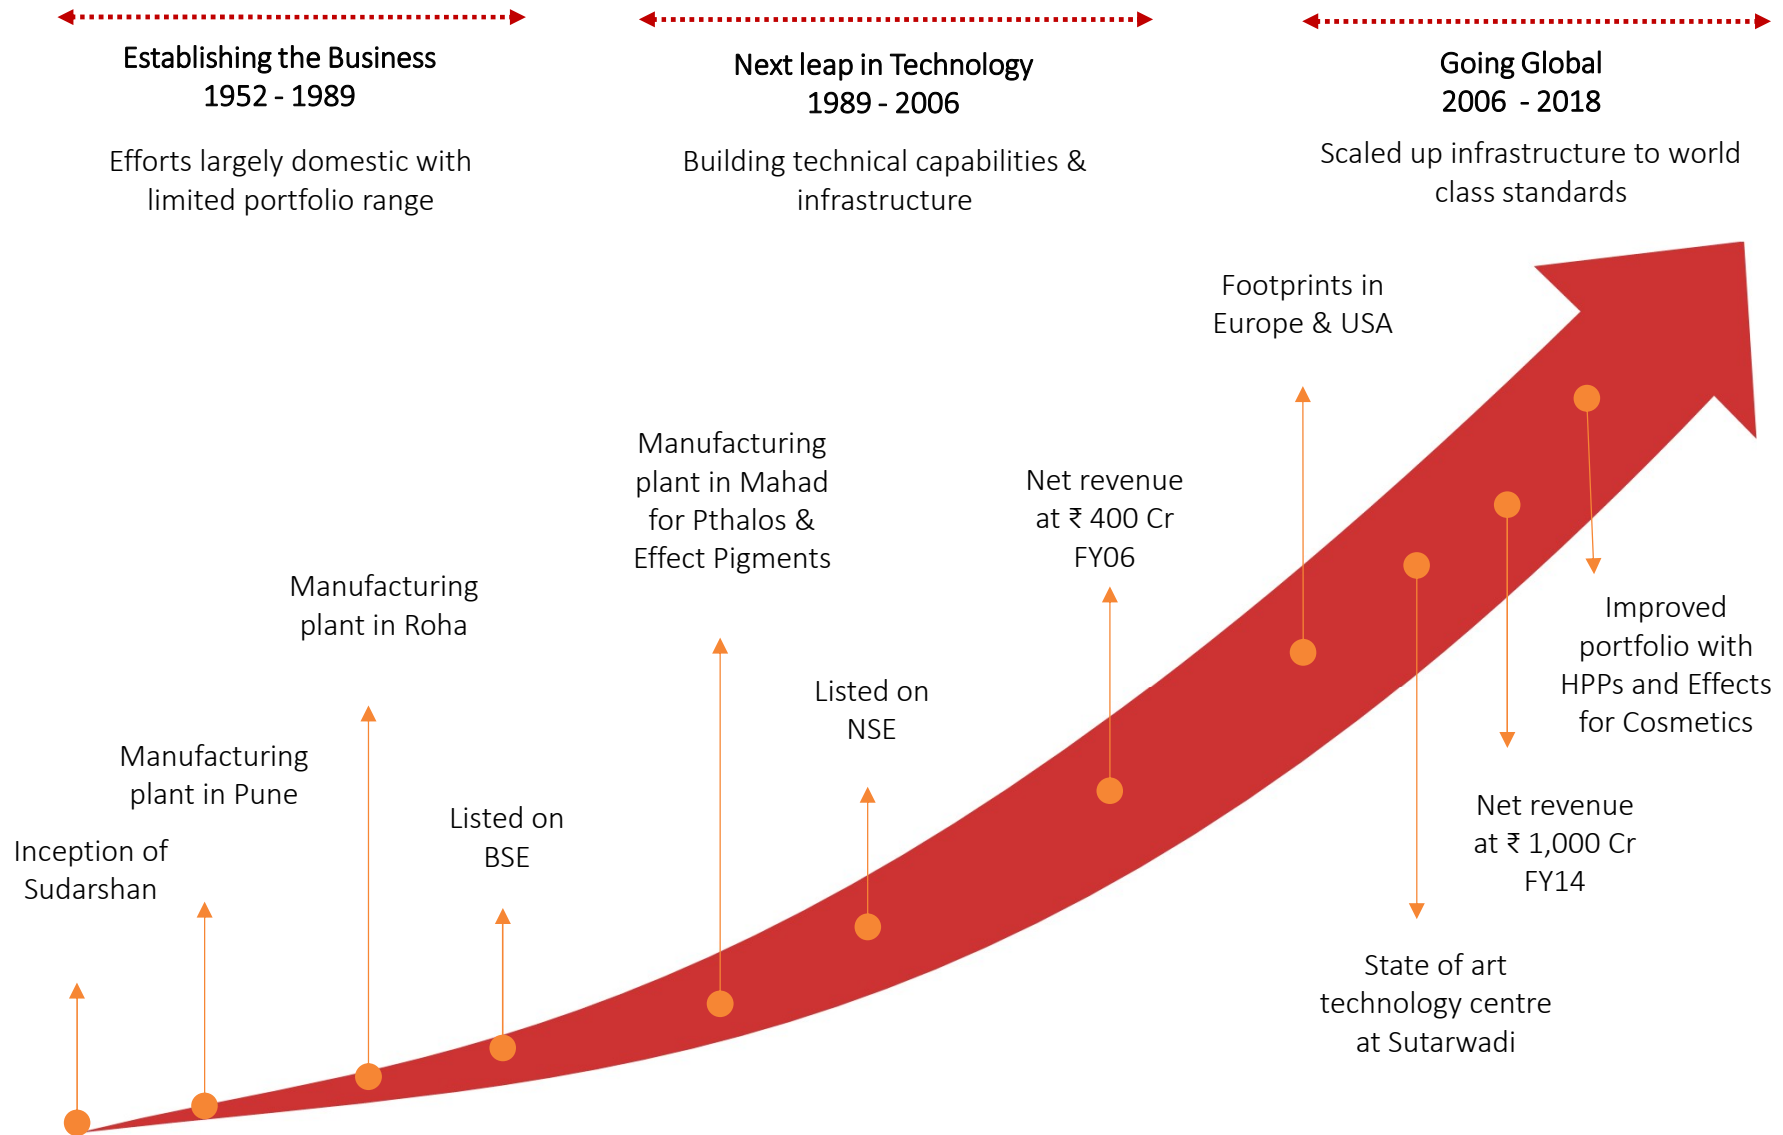 Establishing the Business
1952 - 1989
Efforts largely domestic with
limited portfolio range
Next leap in Technology
1989 - 2006
Building technical capabilities &
infrastructure
Going Global
2006 - 2018
Scaled up infrastructure to world
class standards
Inception of
Sudarshan
Manufacturing
plant in Pune
Manufacturing
plant in Roha
Listed on
BSE
Manufacturing
plant in Mahad
for Pthalos &
Effect Pigments
Listed on
NSE
Net revenue
at ₹ 400 Cr
FY06
Footprints in
Europe & USA
State of art
technology centre
at Sutarwadi
Net revenue
at ₹ 1,000 Cr
FY14
Improved
portfolio with
HPPs and Effects
for Cosmetics